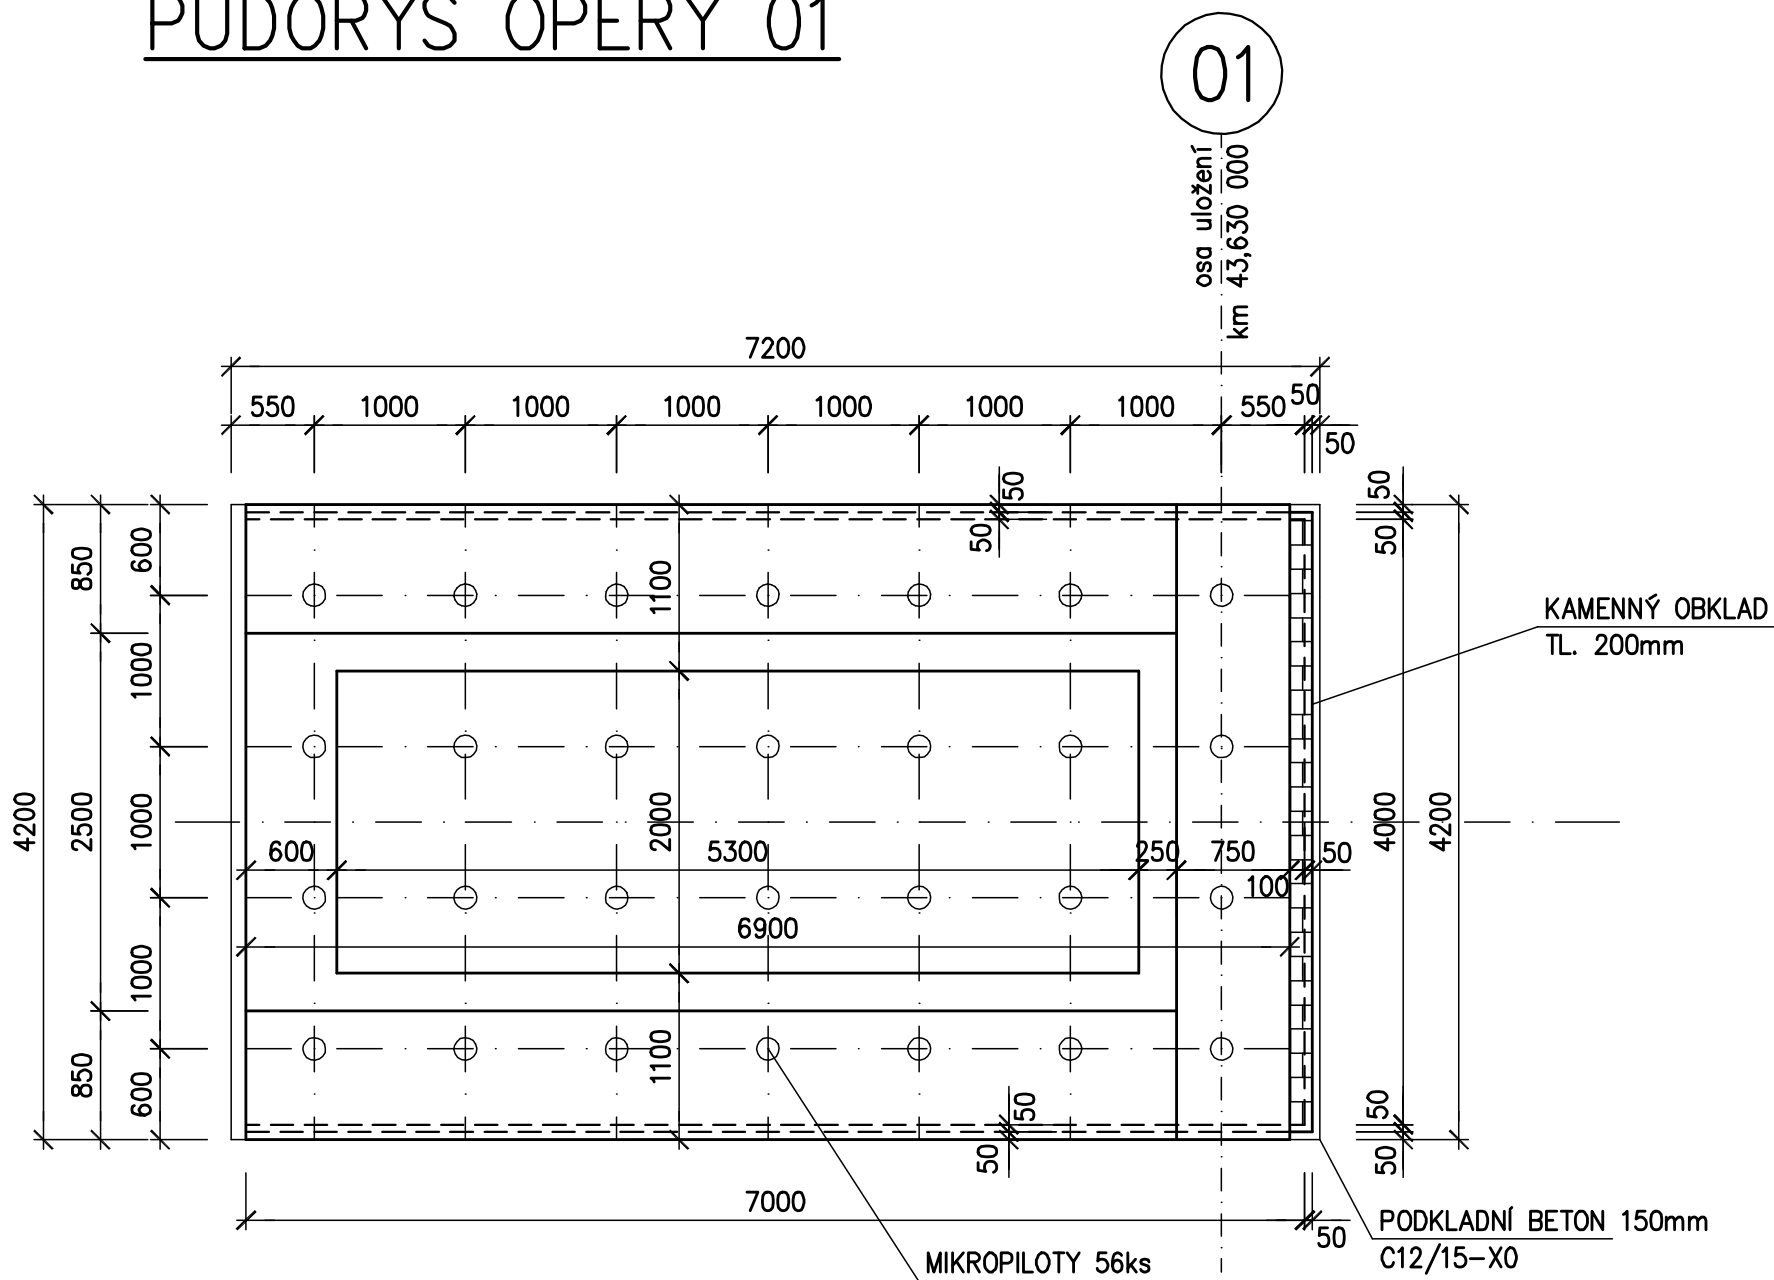 PŮDORYS OPĚRY 01
01
osa uložení
km 43,630 000
7200
550 1000 1000 1000 1000 1000 1000 550 50
50
50
50
50
50
600
850
1100
1000
KAMENNÝ OBKLAD
TL. 200mm
4200
2500
1000
2000
4000
4200
600 5300 250 750 50
100
6900
1000
850
600
1100
50
50
50
50
7000
50
PODKLADNÍ BETON 150mm
C12/15-X0
MIKROPILOTY 56ks